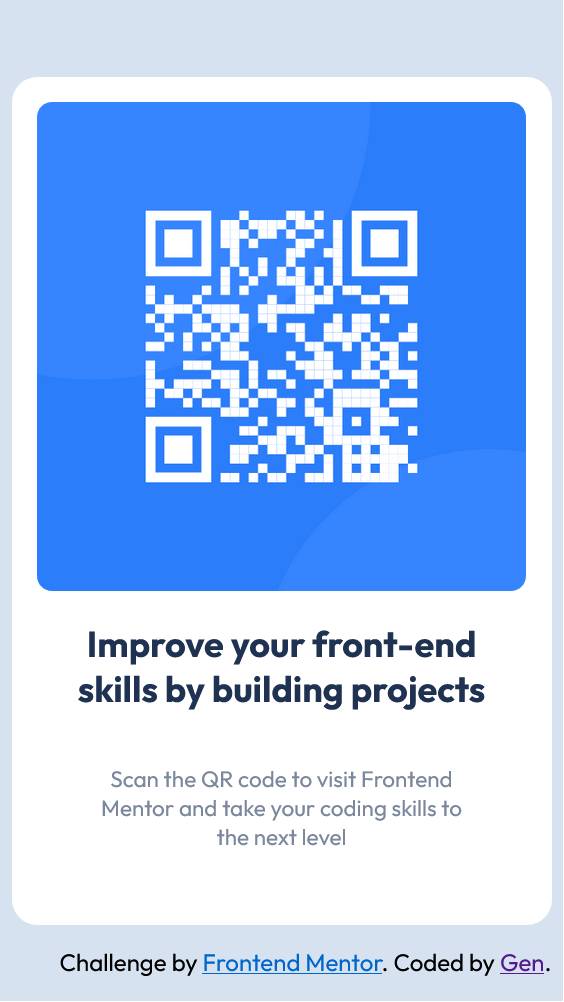 Improve your front-end
skills by building projects
Scan the QR code to visit Frontend
Mentor and take your coding skills to
the next level
Challenge by Frontend Mentor. Coded by Gen.